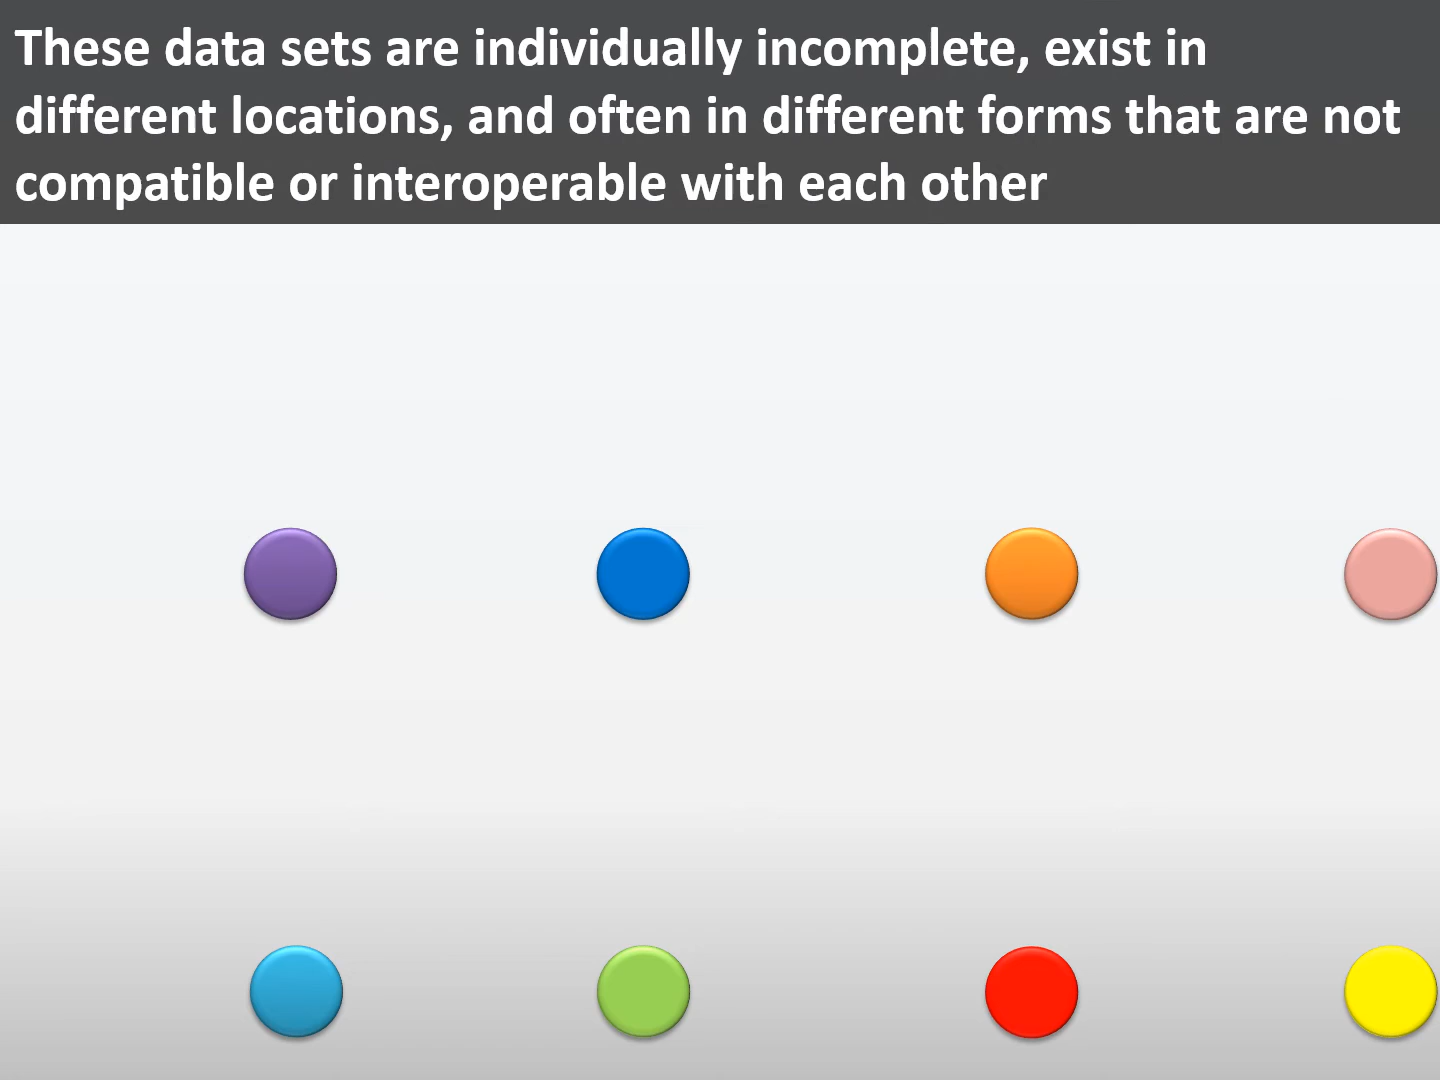 These data sets are individually incomplete, exist in
different locations, and often in different forms that are not
compatible or interoperable with each other